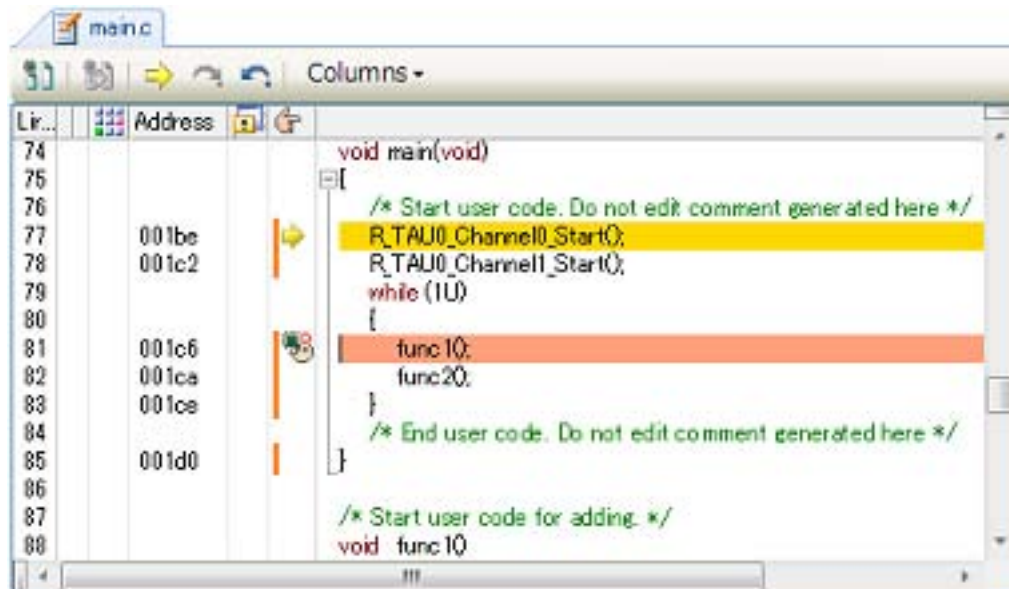 main.c
Columns
Lir... Address
74 void main(void)
75 {
76 /* Start user code. Do not edit comment generated here */
77 001be R_TAU0_Channel0_Start();
78 001c2 R_TAU0_Channel1_Start();
79 while (1U)
80 {
81 001c6 func1();
82 001ca func2();
83 001ce }
84 /* End user code. Do not edit comment generated here */
85 001d0 }
86
87 /* Start user code for adding. */
88 void func1()